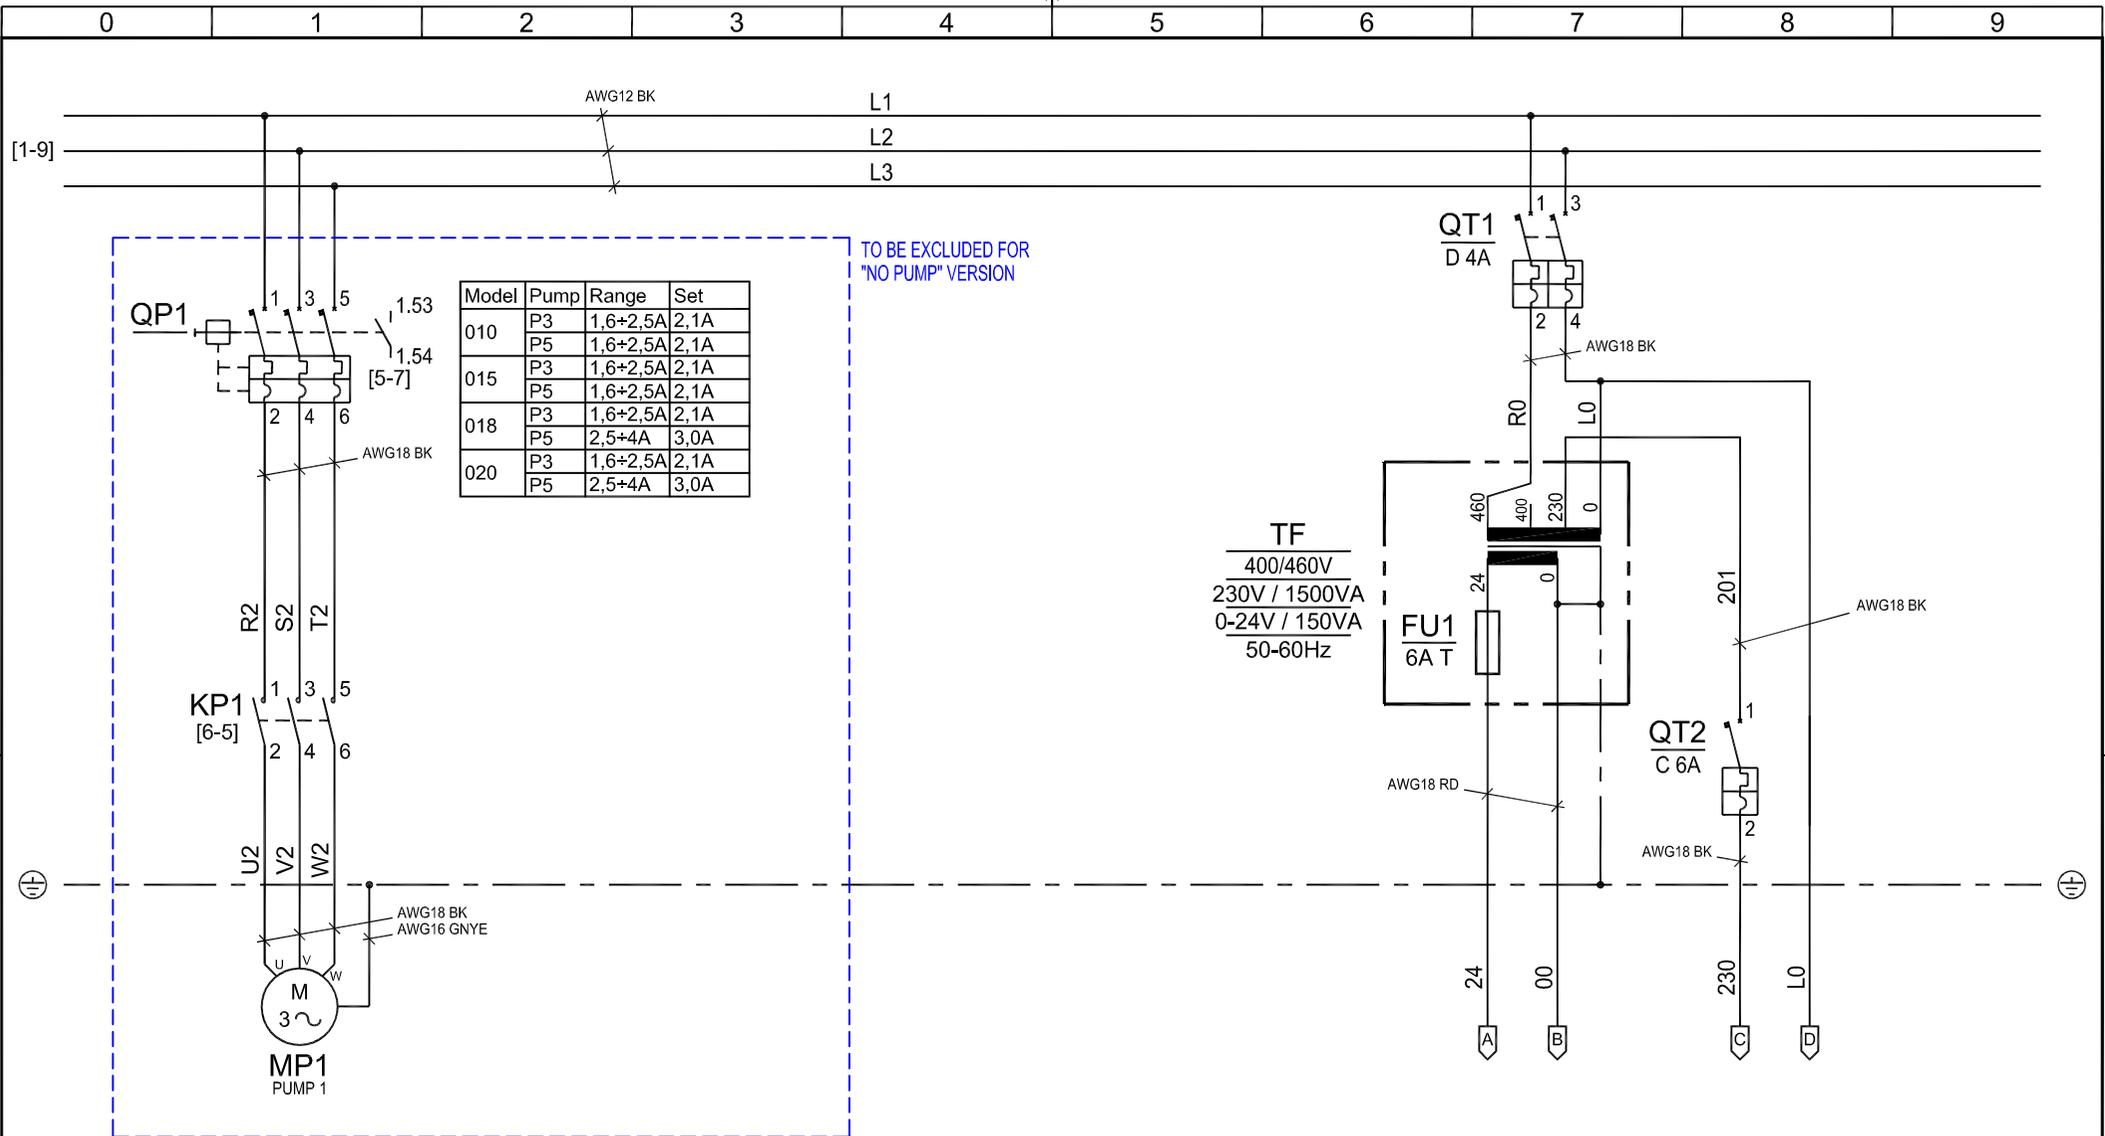 0 1 2 3 4 5 6 7 8 9
AWG12 BK
L1
[1-9]
L2
L3
TO BE EXCLUDED FOR
"NO PUMP" VERSION
QP1
1 3 5
1.53
1.54
[5-7]
2 4 6
Model Pump Range Set
010 P3 1,6÷2,5A 2,1A
P5 1,6÷2,5A 2,1A
015 P3 1,6÷2,5A 2,1A
P5 1,6÷2,5A 2,1A
018 P3 1,6÷2,5A 2,1A
P5 2,5÷4A 3,0A
020 P3 1,6÷2,5A 2,1A
P5 2,5÷4A 3,0A
AWG18 BK
R2 S2 T2
KP1
[6-5]
1 3 5
2 4 6
U2 V2 W2
AWG18 BK
AWG16 GNYE
U V W
M
3
MP1
PUMP 1
QT1
D 4A
1 3
2 4
AWG18 BK
R0 L0
460 400 230 0
TF
400/460V
230V / 1500VA
0-24V / 150VA
50-60Hz
24 0
FU1
6A T
201
AWG18 BK
QT2
C 6A
1
2
AWG18 RD
AWG18 BK
24 00 230 L0
A B C D